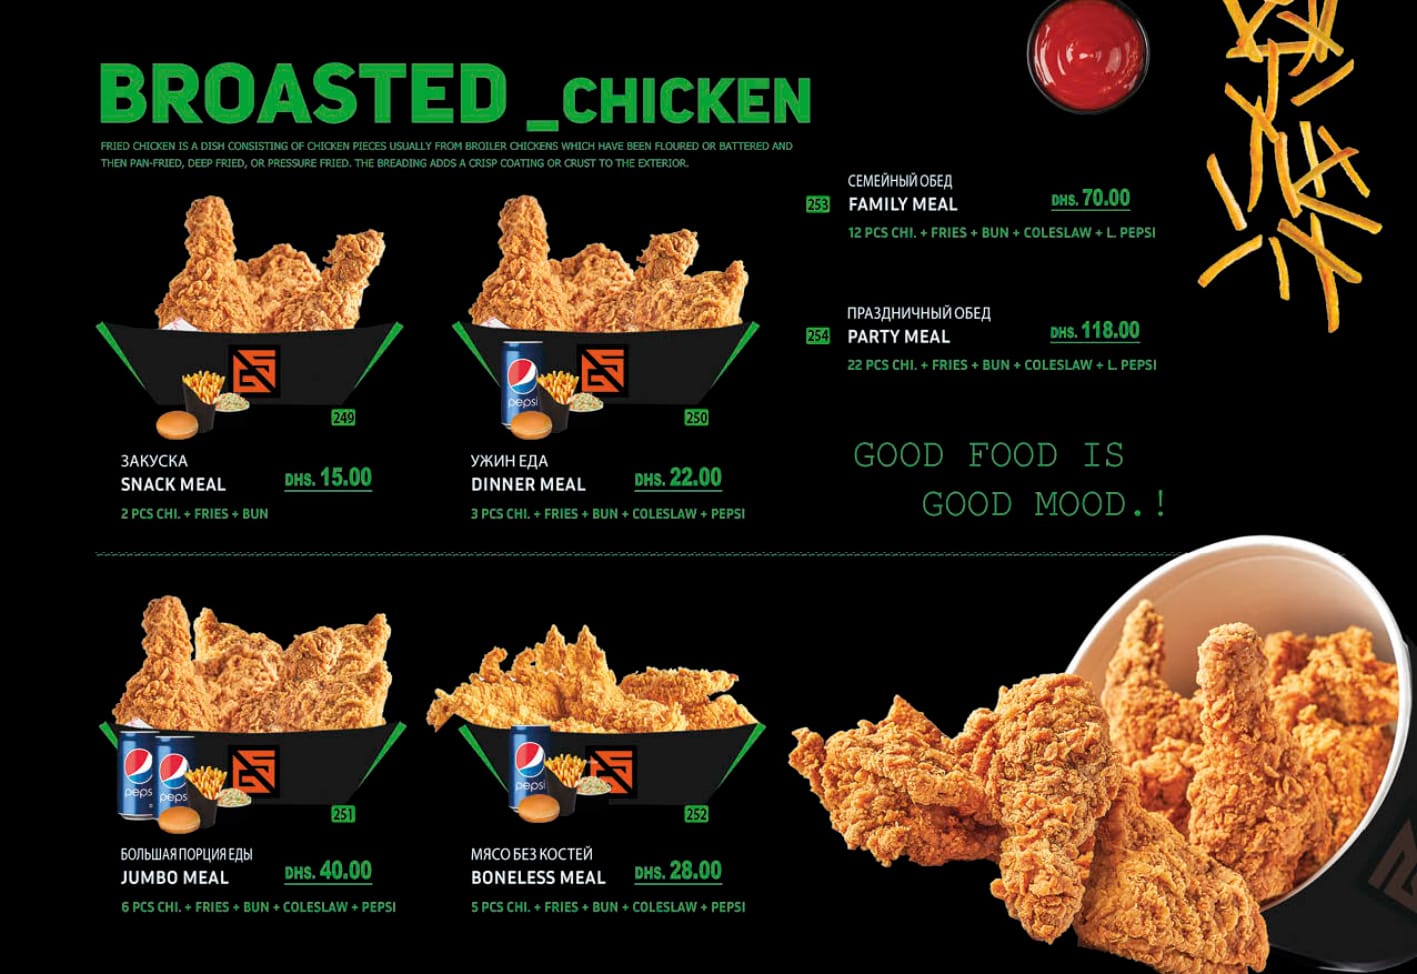 BROASTED _CHICKEN
FRIED CHICKEN IS A DISH CONSISTING OF CHICKEN PIECES USUALLY FROM BROILER CHICKENS WHICH HAVE BEEN FLOURED OR BATTERED AND
THEN PAN-FRIED, DEEP FRIED, OR PRESSURE FRIED. THE BREADING ADDS A CRISP COATING OR CRUST TO THE EXTERIOR.
pepsi
249
ЗАКУСКА
SNACK MEAL DHS. 15.00
2 PCS CHI. + FRIES + BUN
250
УЖИН ЕДА
DINNER MEAL DHS. 22.00
3 PCS CHI. + FRIES + BUN + COLESLAW + PEPSI
СЕМЕЙНЫЙ ОБЕД
253 FAMILY MEAL DHS. 70.00
12 PCS CHI. + FRIES + BUN + COLESLAW + L. PEPSI
ПРАЗДНИЧНЫЙ ОБЕД
254 PARTY MEAL DHS. 118.00
22 PCS CHI. + FRIES + BUN + COLESLAW + L. PEPSI
GOOD FOOD IS
GOOD MOOD.!
peps
pepsi
251
БОЛЬШАЯ ПОРЦИЯ ЕДЫ
JUMBO MEAL DHS. 40.00
6 PCS CHI. + FRIES + BUN + COLESLAW + PEPSI
pepsi
252
МЯСО БЕЗ КОСТЕЙ
BONELESS MEAL DHS. 28.00
5 PCS CHI. + FRIES + BUN + COLESLAW + PEPSI